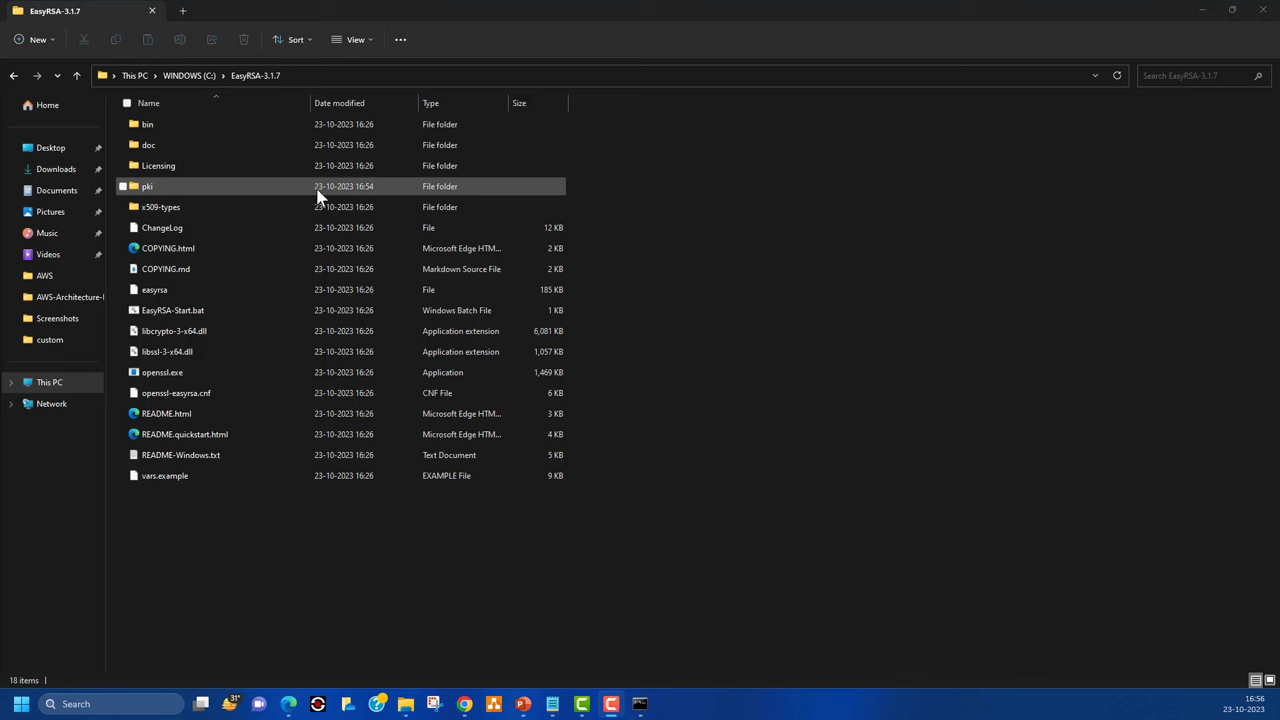 EasyRSA-3.1.7
New Sort View
This PC WINDOWS (C:) EasyRSA-3.1.7 Search EasyRSA-3.1.7
Name Date modified Type Size
Home
Desktop
Downloads
Documents
Pictures
Music
Videos
AWS
AWS-Architecture-I
Screenshots
custom
This PC
Network
bin 23-10-2023 16:26 File folder
doc 23-10-2023 16:26 File folder
Licensing 23-10-2023 16:26 File folder
pki 23-10-2023 16:54 File folder
x509-types 23-10-2023 16:26 File folder
ChangeLog 23-10-2023 16:26 File 12 KB
COPYING.html 23-10-2023 16:26 Microsoft Edge HTM... 2 KB
COPYING.md 23-10-2023 16:26 Markdown Source File 2 KB
easyrsa 23-10-2023 16:26 File 185 KB
EasyRSA-Start.bat 23-10-2023 16:26 Windows Batch File 1 KB
libcrypto-3-x64.dll 23-10-2023 16:26 Application extension 6,081 KB
libssl-3-x64.dll 23-10-2023 16:26 Application extension 1,057 KB
openssl.exe 23-10-2023 16:26 Application 1,469 KB
openssl-easyrsa.cnf 23-10-2023 16:26 CNF File 6 KB
README.html 23-10-2023 16:26 Microsoft Edge HTM... 3 KB
README.quickstart.html 23-10-2023 16:26 Microsoft Edge HTM... 4 KB
README-Windows.txt 23-10-2023 16:26 Text Document 5 KB
vars.example 23-10-2023 16:26 EXAMPLE File 9 KB
18 items
Search 31° 16:56
23-10-2023